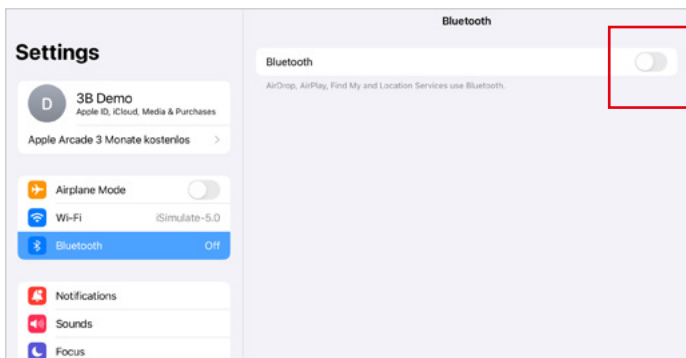 Bluetooth
Settings
Bluetooth
AirDrop, AirPlay, Find My and Location Services use Bluetooth.
D
3B Demo
Apple ID, iCloud, Media & Purchases
Apple Arcade 3 Monate kostenlos
Airplane Mode
Wi-Fi iSimulate-5.0
Bluetooth Off
Notifications
Sounds
Focus